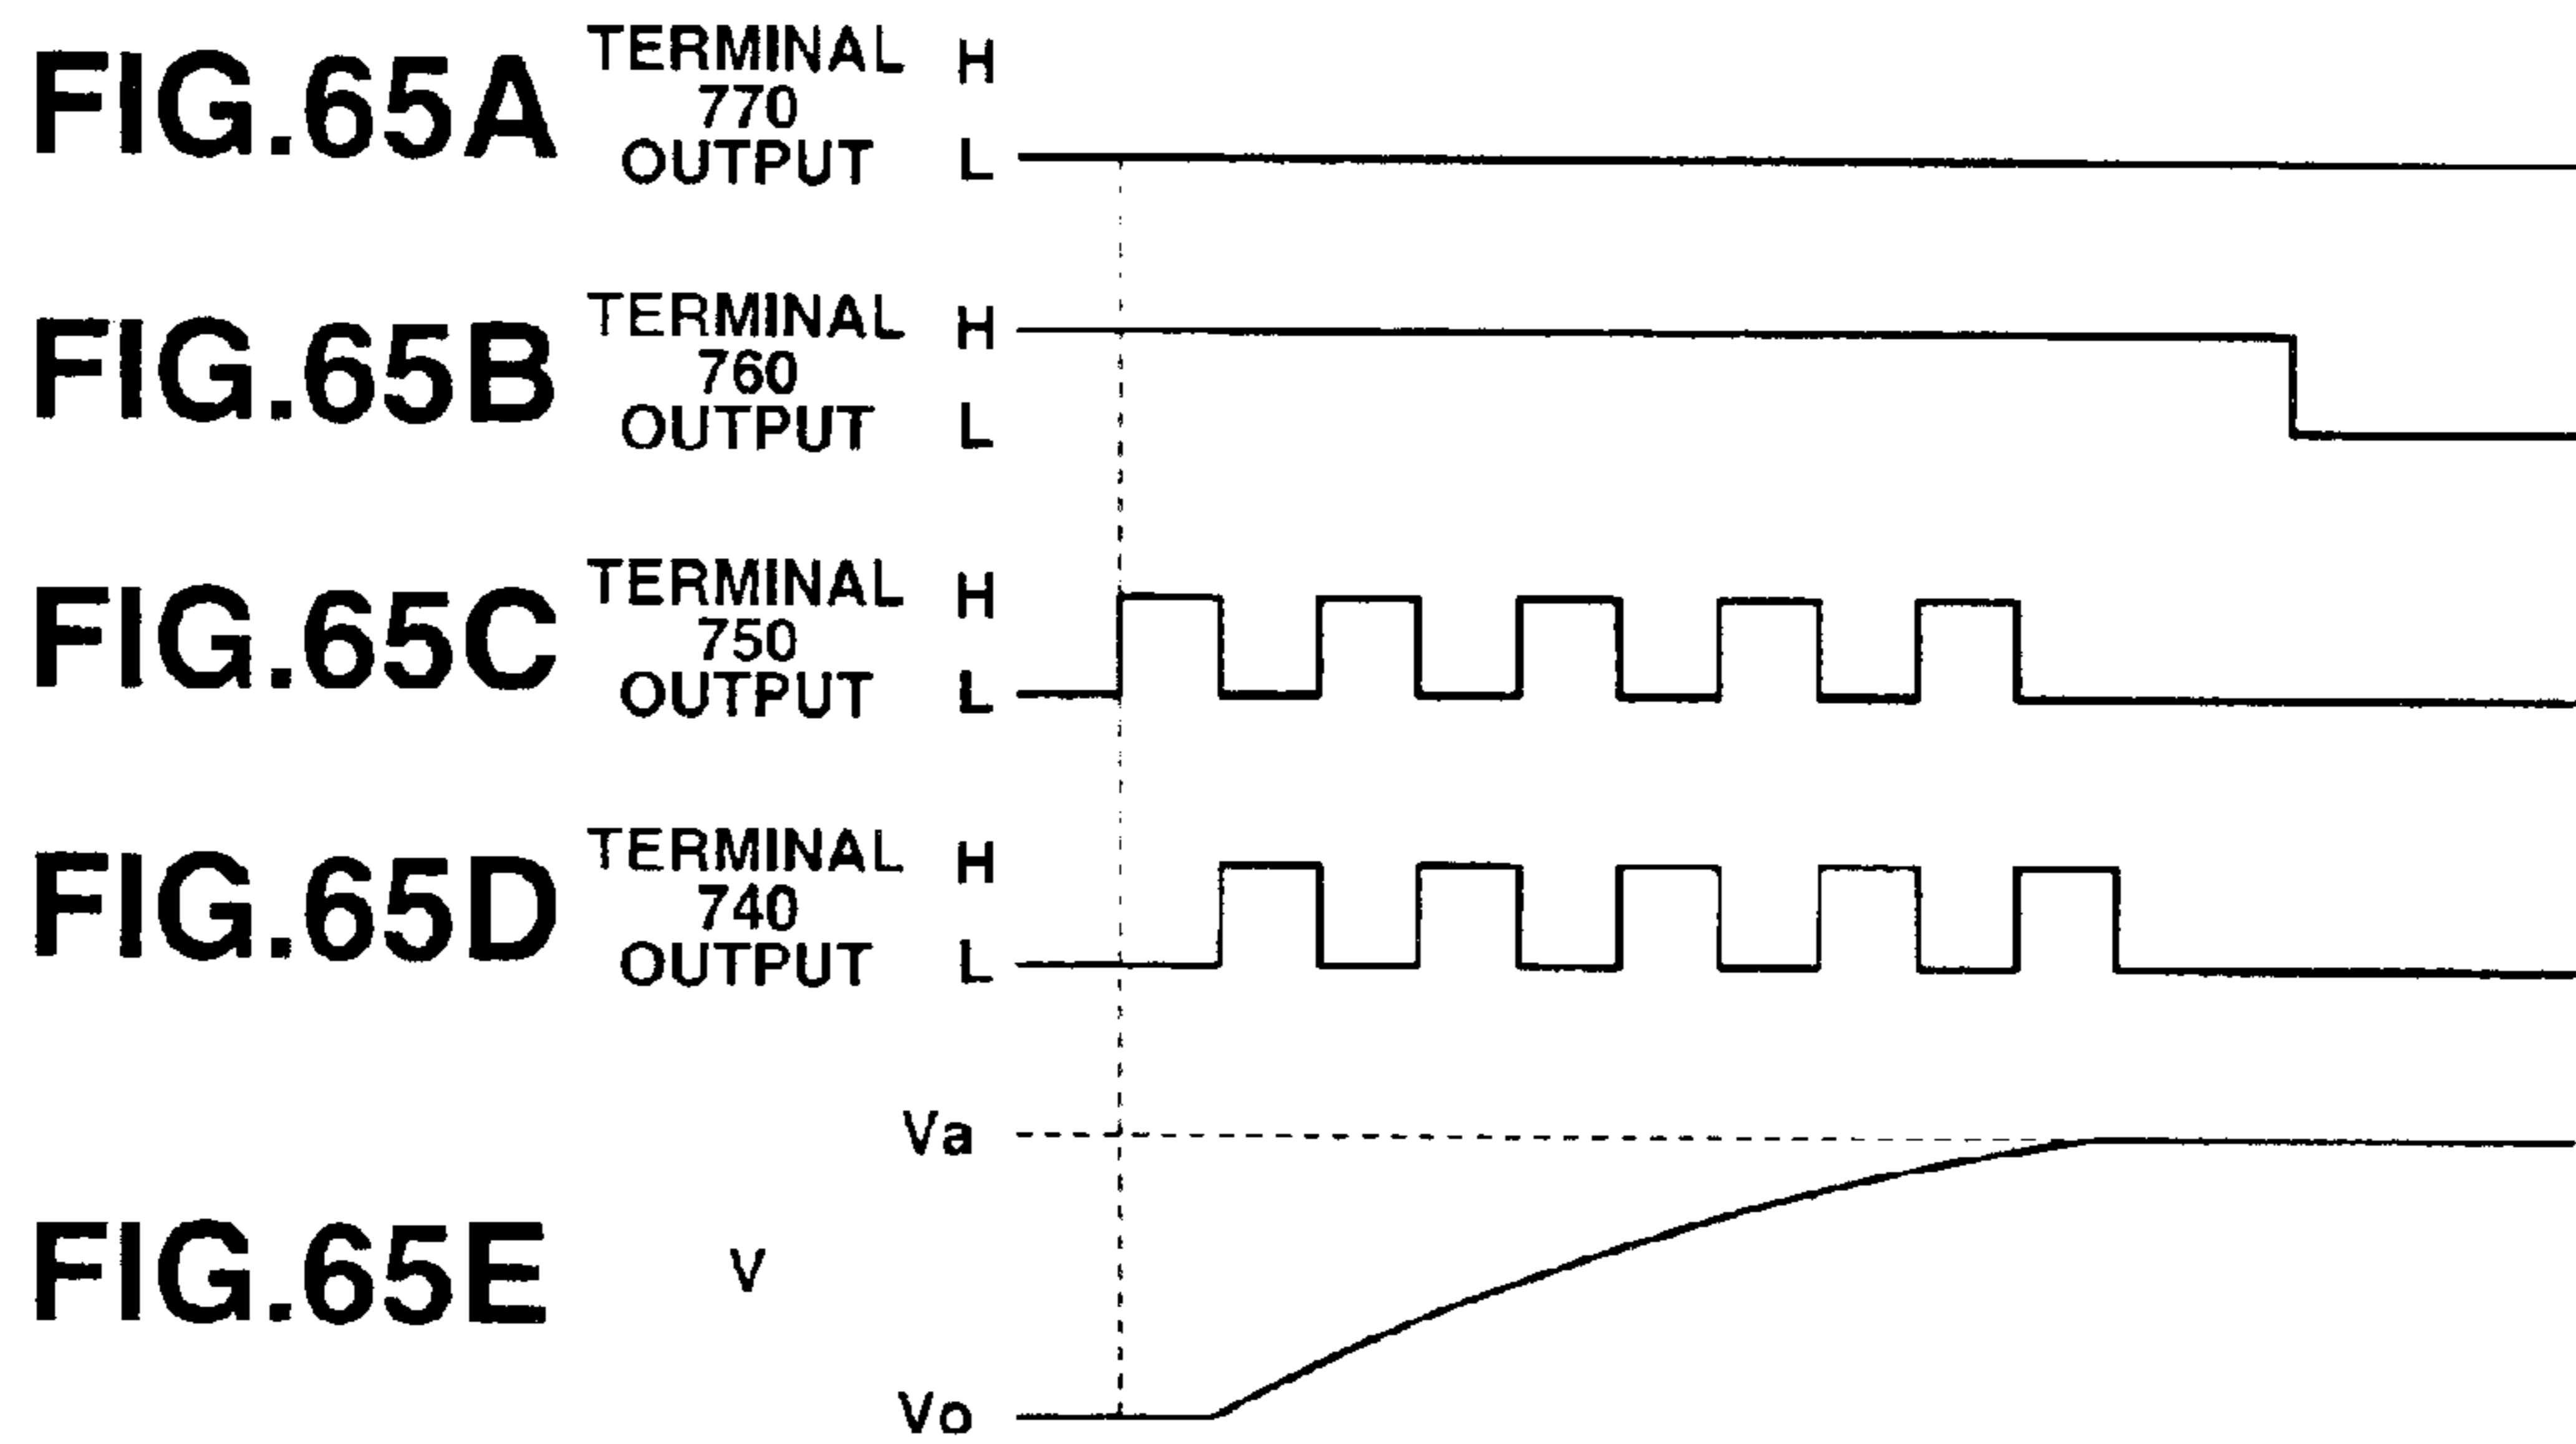 FIG.65A
TERMINAL
770
OUTPUT
H
L
FIG.65B
TERMINAL
760
OUTPUT
H
L
FIG.65C
TERMINAL
750
OUTPUT
H
L
FIG.65D
TERMINAL
740
OUTPUT
H
L
FIG.65E
V
Va
Vo